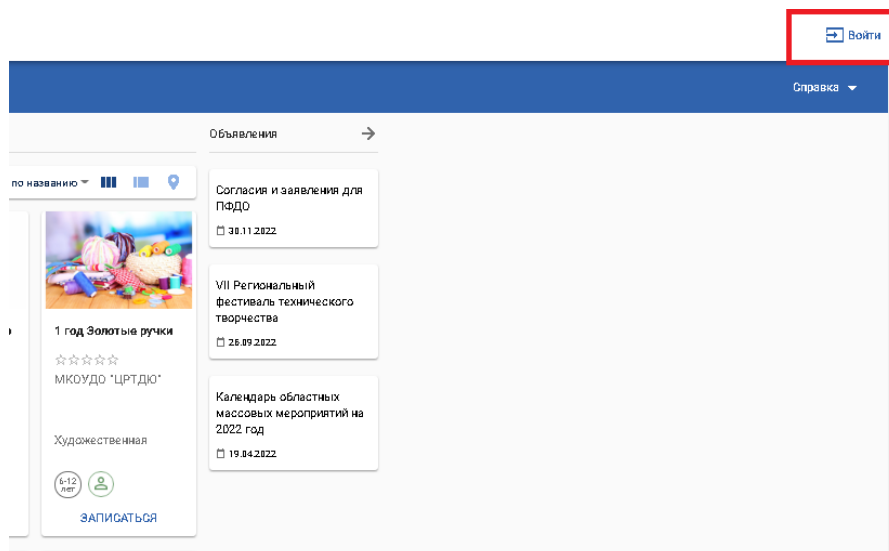 Войти
Справка
Объявления
по названию
Согласия и заявления для
ПФДО
30.11.2022
VII Региональный
фестиваль технического
творчества
26.09.2022
Календарь областных
массовых мероприятий на
2022 год
19.04.2022
1 год Золотые ручки
МКОУДО "ЦРТДЮ"
Художественная
6-12
лет
ЗАПИСАТЬСЯ